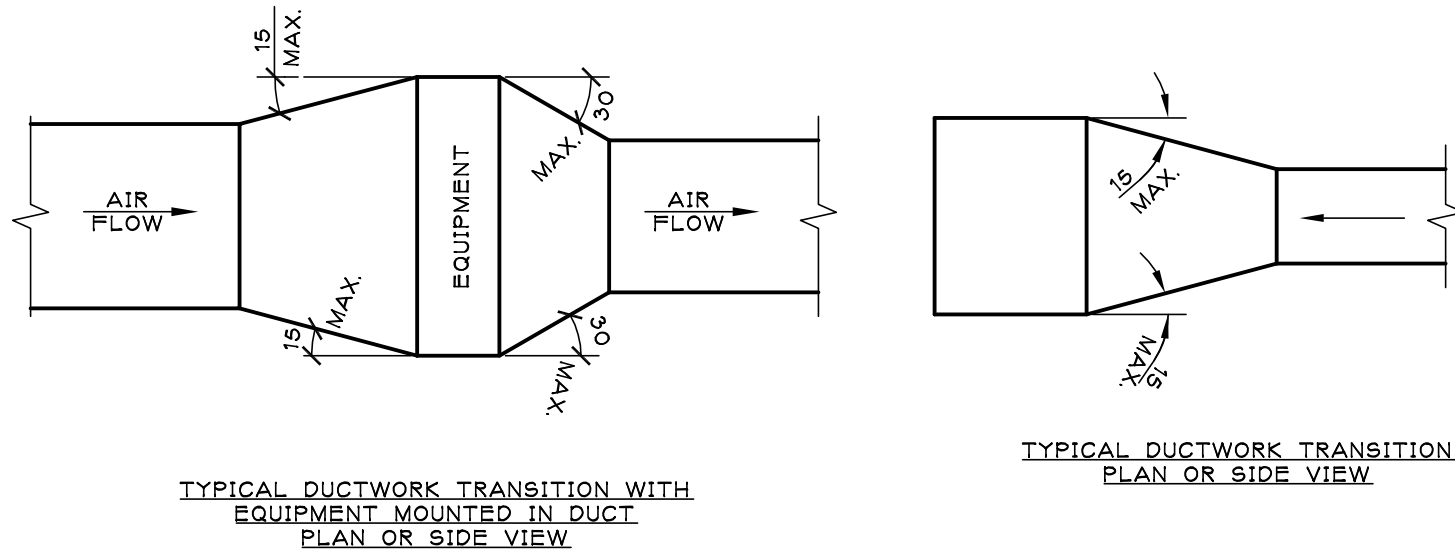 15
MAX.
30
MAX.
AIR
FLOW
EQUIPMENT
AIR
FLOW
15
MAX.
30
MAX.
TYPICAL DUCTWORK TRANSITION WITH
EQUIPMENT MOUNTED IN DUCT
PLAN OR SIDE VIEW
15
MAX.
15
MAX.
TYPICAL DUCTWORK TRANSITION
PLAN OR SIDE VIEW